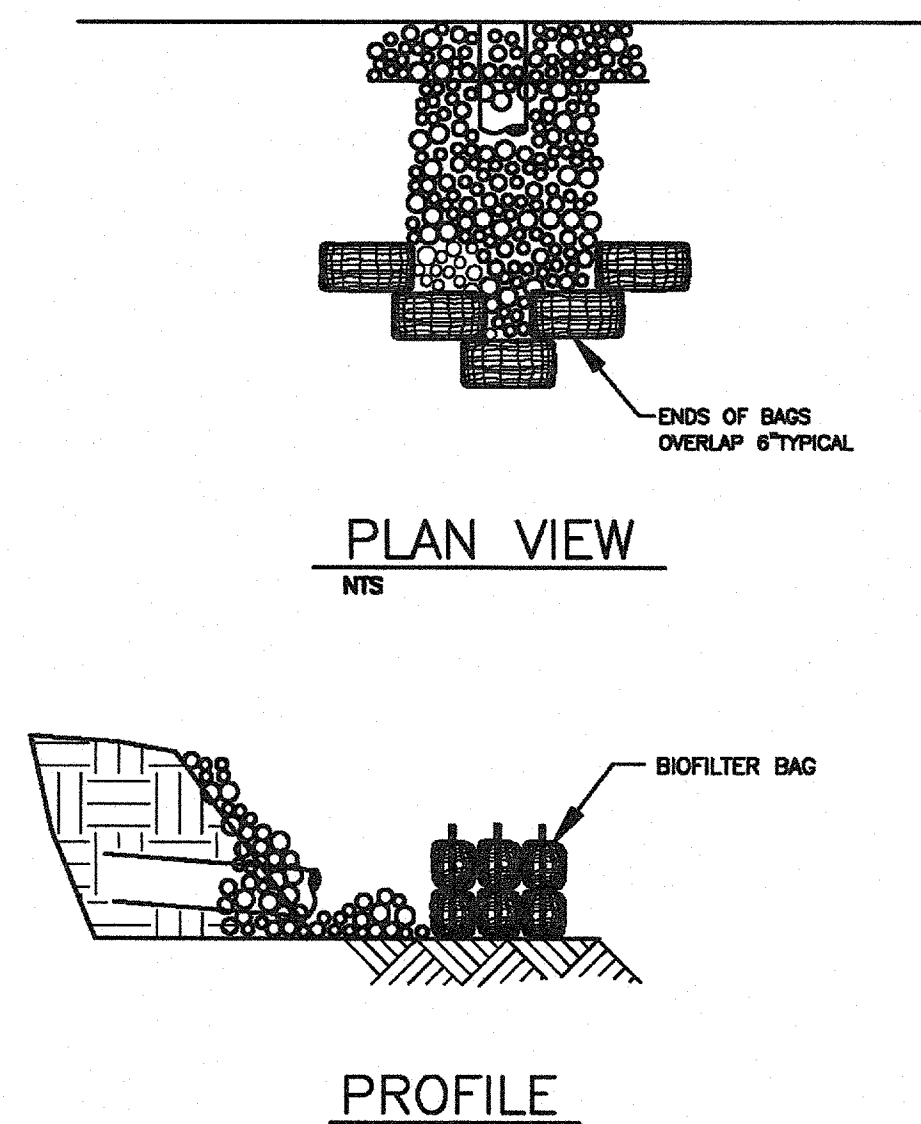 ENDS OF BAGS
OVERLAP 6"TYPICAL
PLAN VIEW
NTS
BIOFILTER BAG
PROFILE